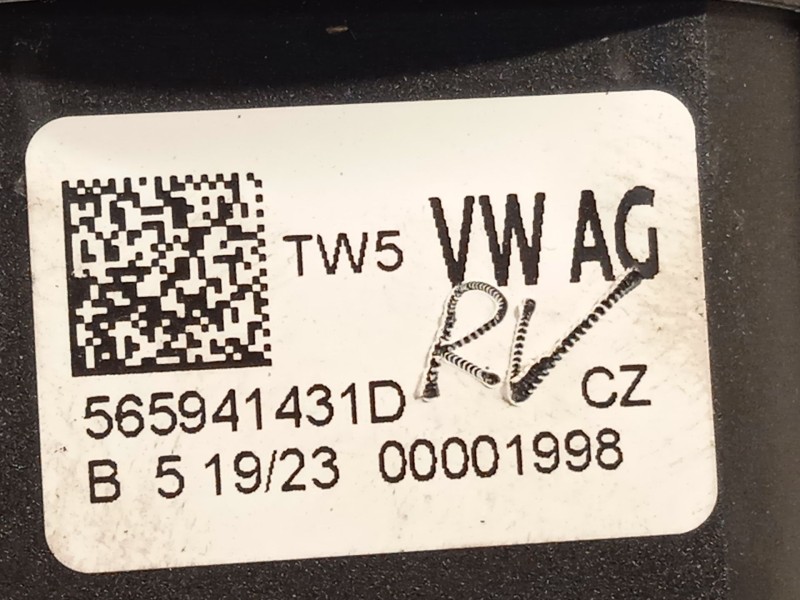 TW5 VW AG
RV
CZ
565941431D
B 5 19/23 00001998